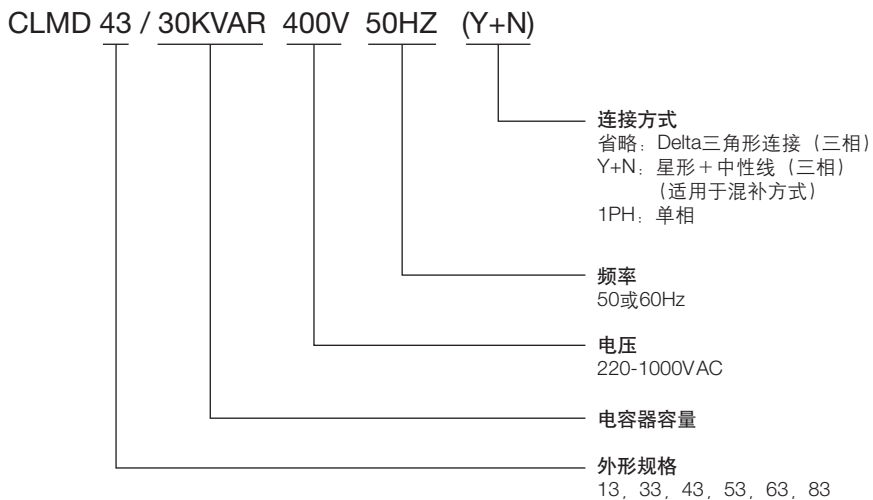 CLMD 43 / 30KVAR 400V 50HZ (Y+N)
连接方式
省略：Delta三角形连接（三相）
Y+N：星形＋中性线（三相）
（适用于混补方式）
1PH：单相
频率
50或60Hz
电压
220-1000VAC
电容器容量
外形规格
13，33，43，53，63，83